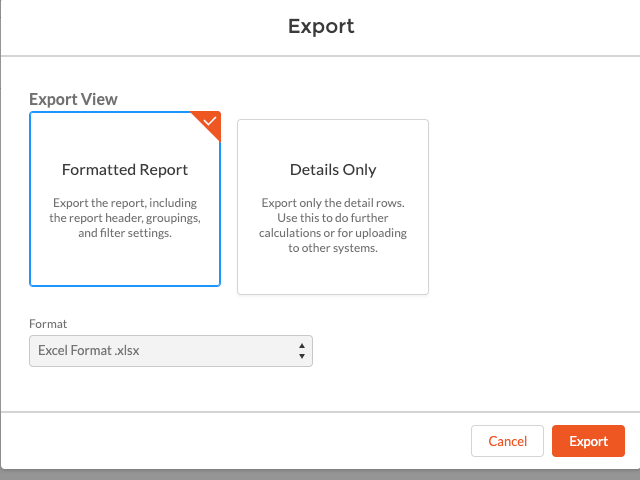 Export
Export View
Formatted Report
Export the report, including
the report header, groupings,
and filter settings.
Details Only
Export only the detail rows.
Use this to do further
calculations or for uploading
to other systems.
Format
Excel Format .xlsx
Cancel
Export